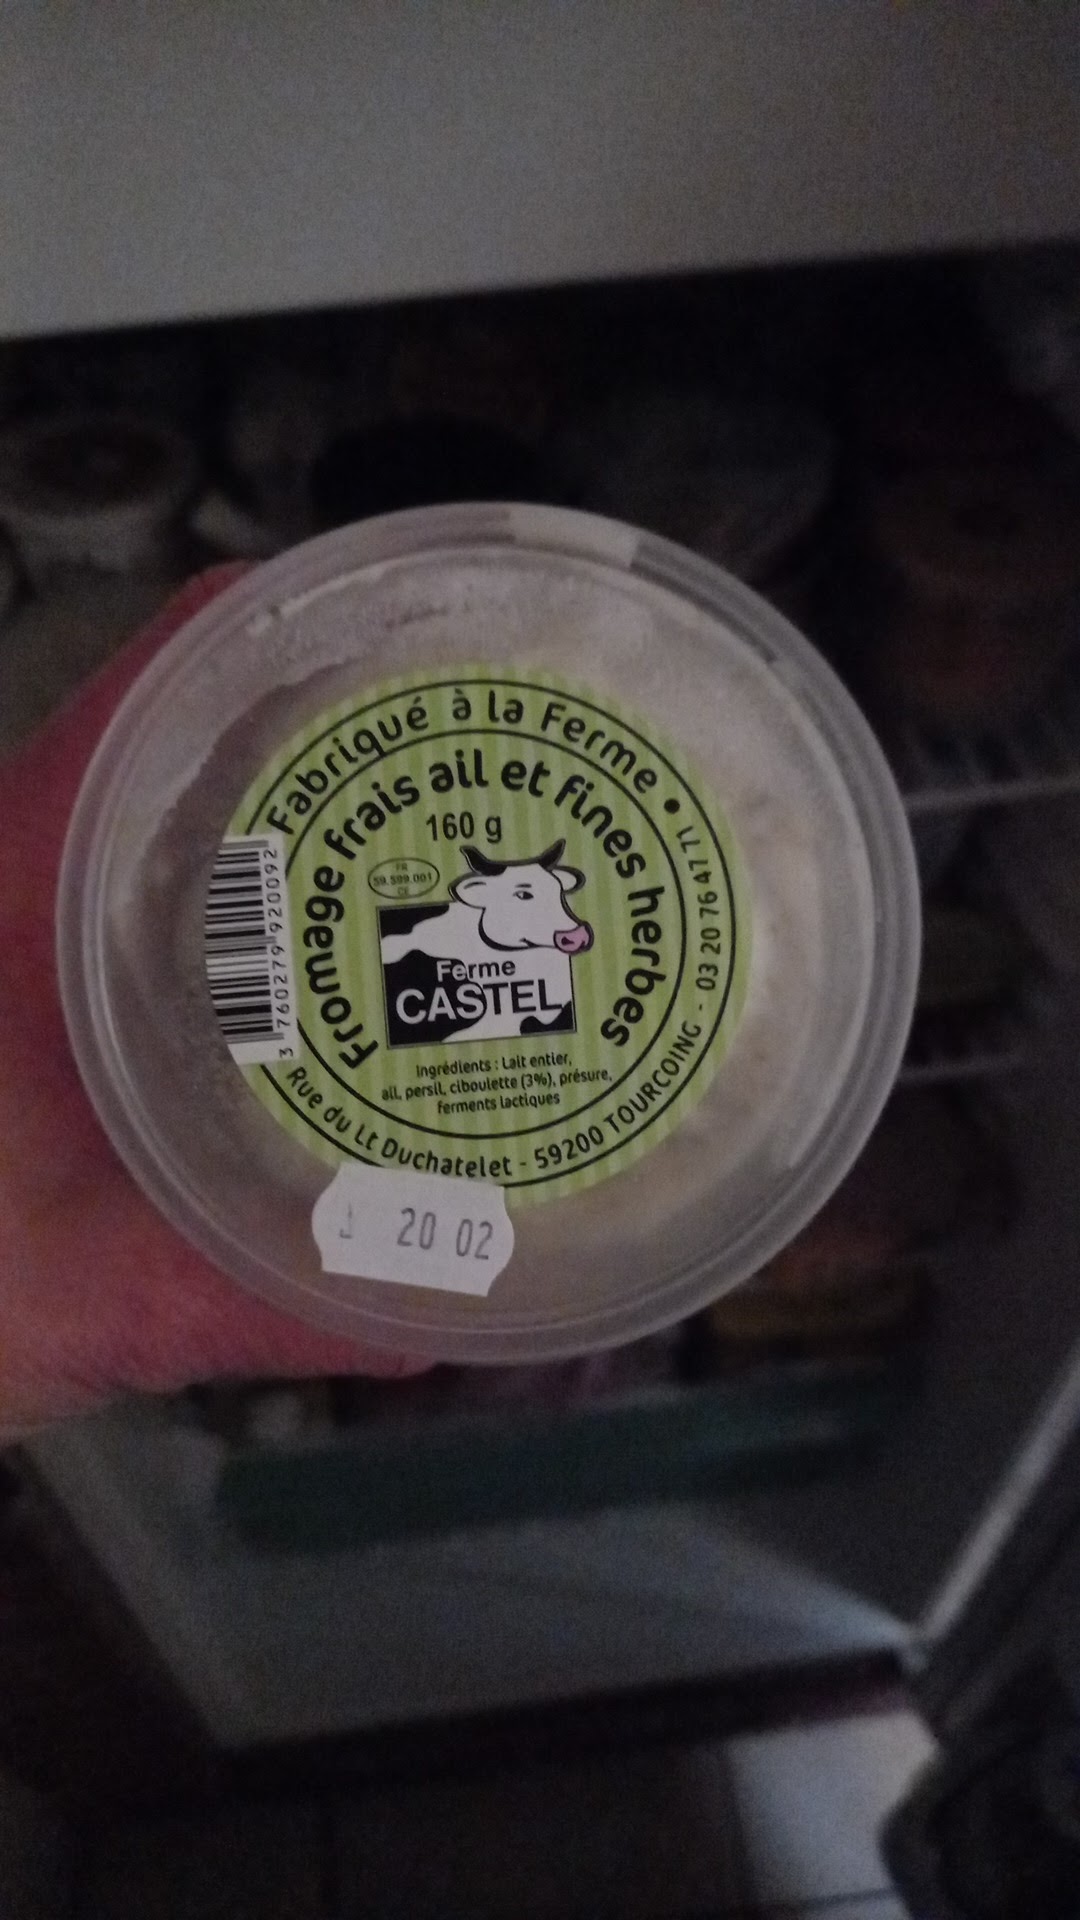 Fabriqué à la Ferme •
Fromage frais ail et fines herbes
160 g
FR
59.599.001
CE
Ferme
CASTEL
Ingrédients : Lait entier,
ail, persil, ciboulette (3%), présure,
ferments lactiques
Rue du Lt Duchatelet - 59200 TOURCOING - 03 20 76 47 71
3 760279 920092
20 02